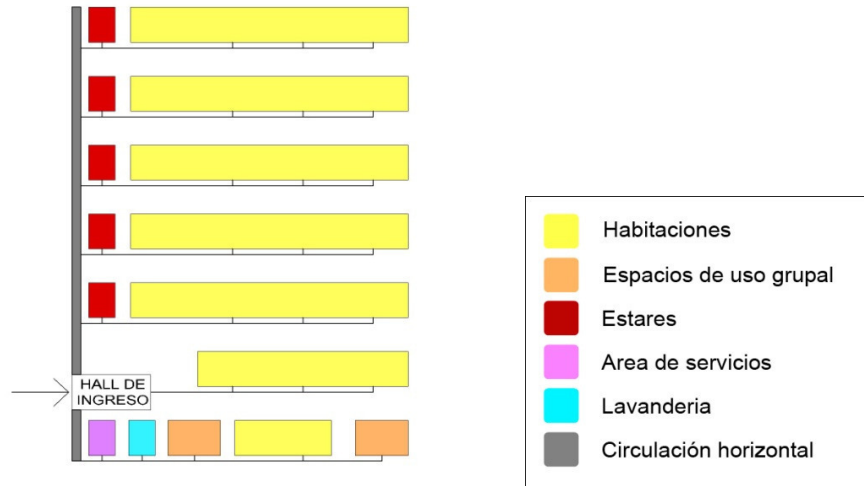 HALL DE
INGRESO
Habitaciones
Espacios de uso grupal
Estares
Area de servicios
Lavanderia
Circulación horizontal